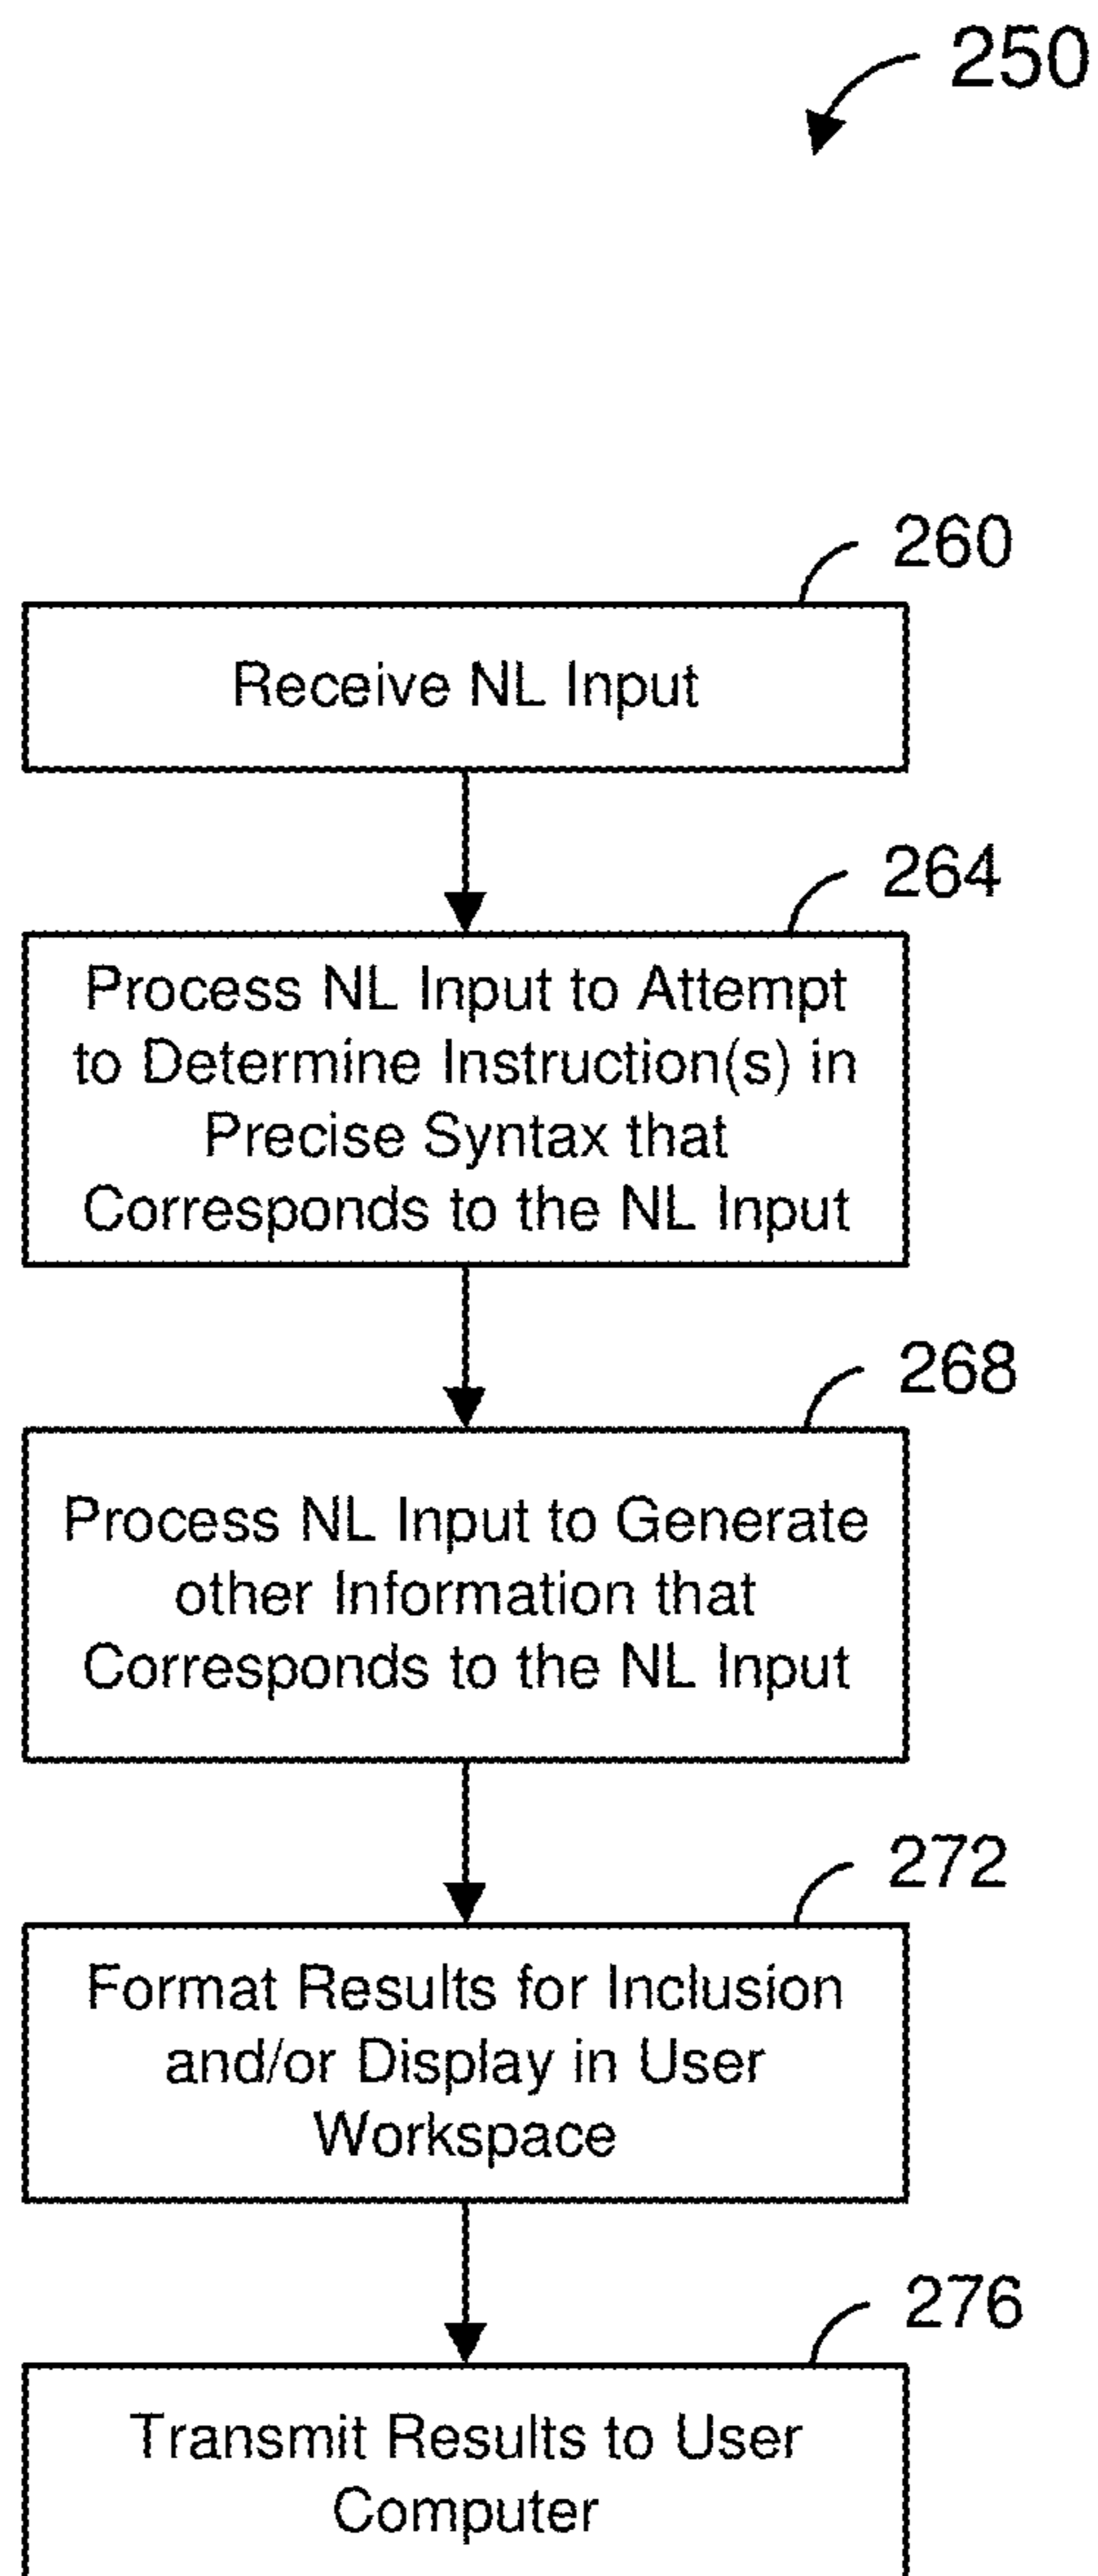 250
260
Receive NL Input
264
Process NL Input to Attempt
to Determine Instruction(s) in
Precise Syntax that
Corresponds to the NL Input
268
Process NL Input to Generate
other Information that
Corresponds to the NL Input
272
Format Results for Inclusion
and/or Display in User
Workspace
276
Transmit Results to User
Computer